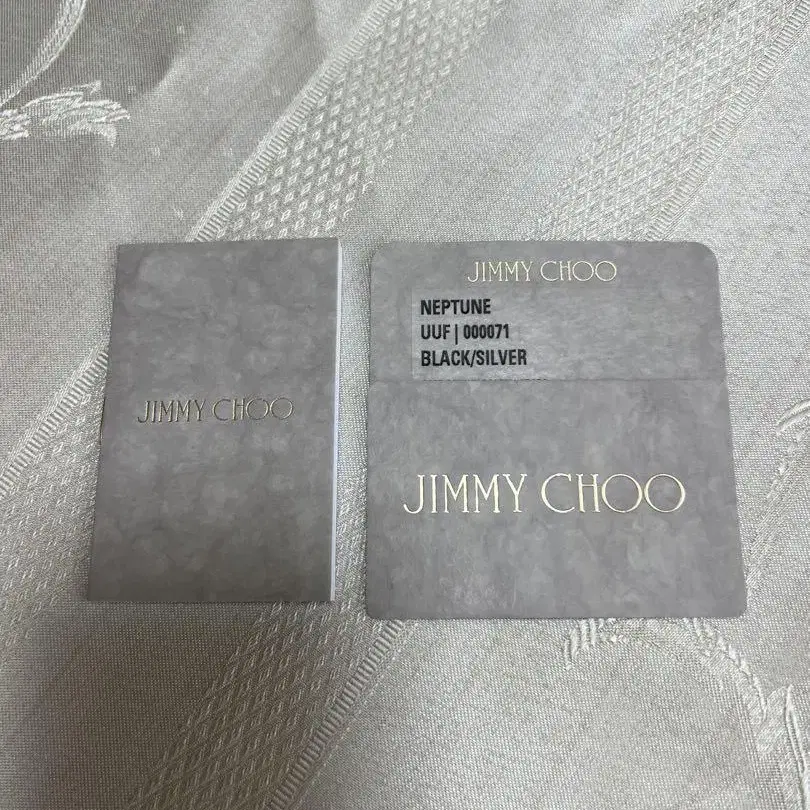 JIMMY CHOO
JIMMY CHOO
NEPTUNE
UUF | 000071
BLACK/SILVER
JIMMY CHOO